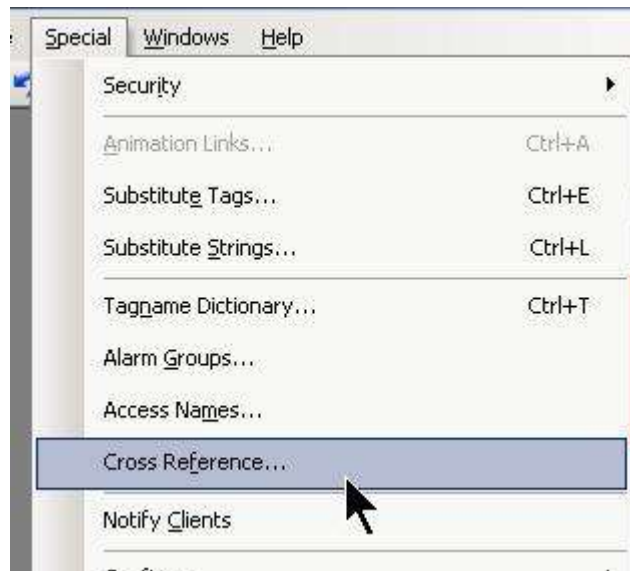 Special Windows Help
Security
Animation Links... Ctrl+A
Substitute Tags... Ctrl+E
Substitute Strings... Ctrl+L
Tagname Dictionary... Ctrl+T
Alarm Groups...
Access Names...
Cross Reference...
Notify Clients